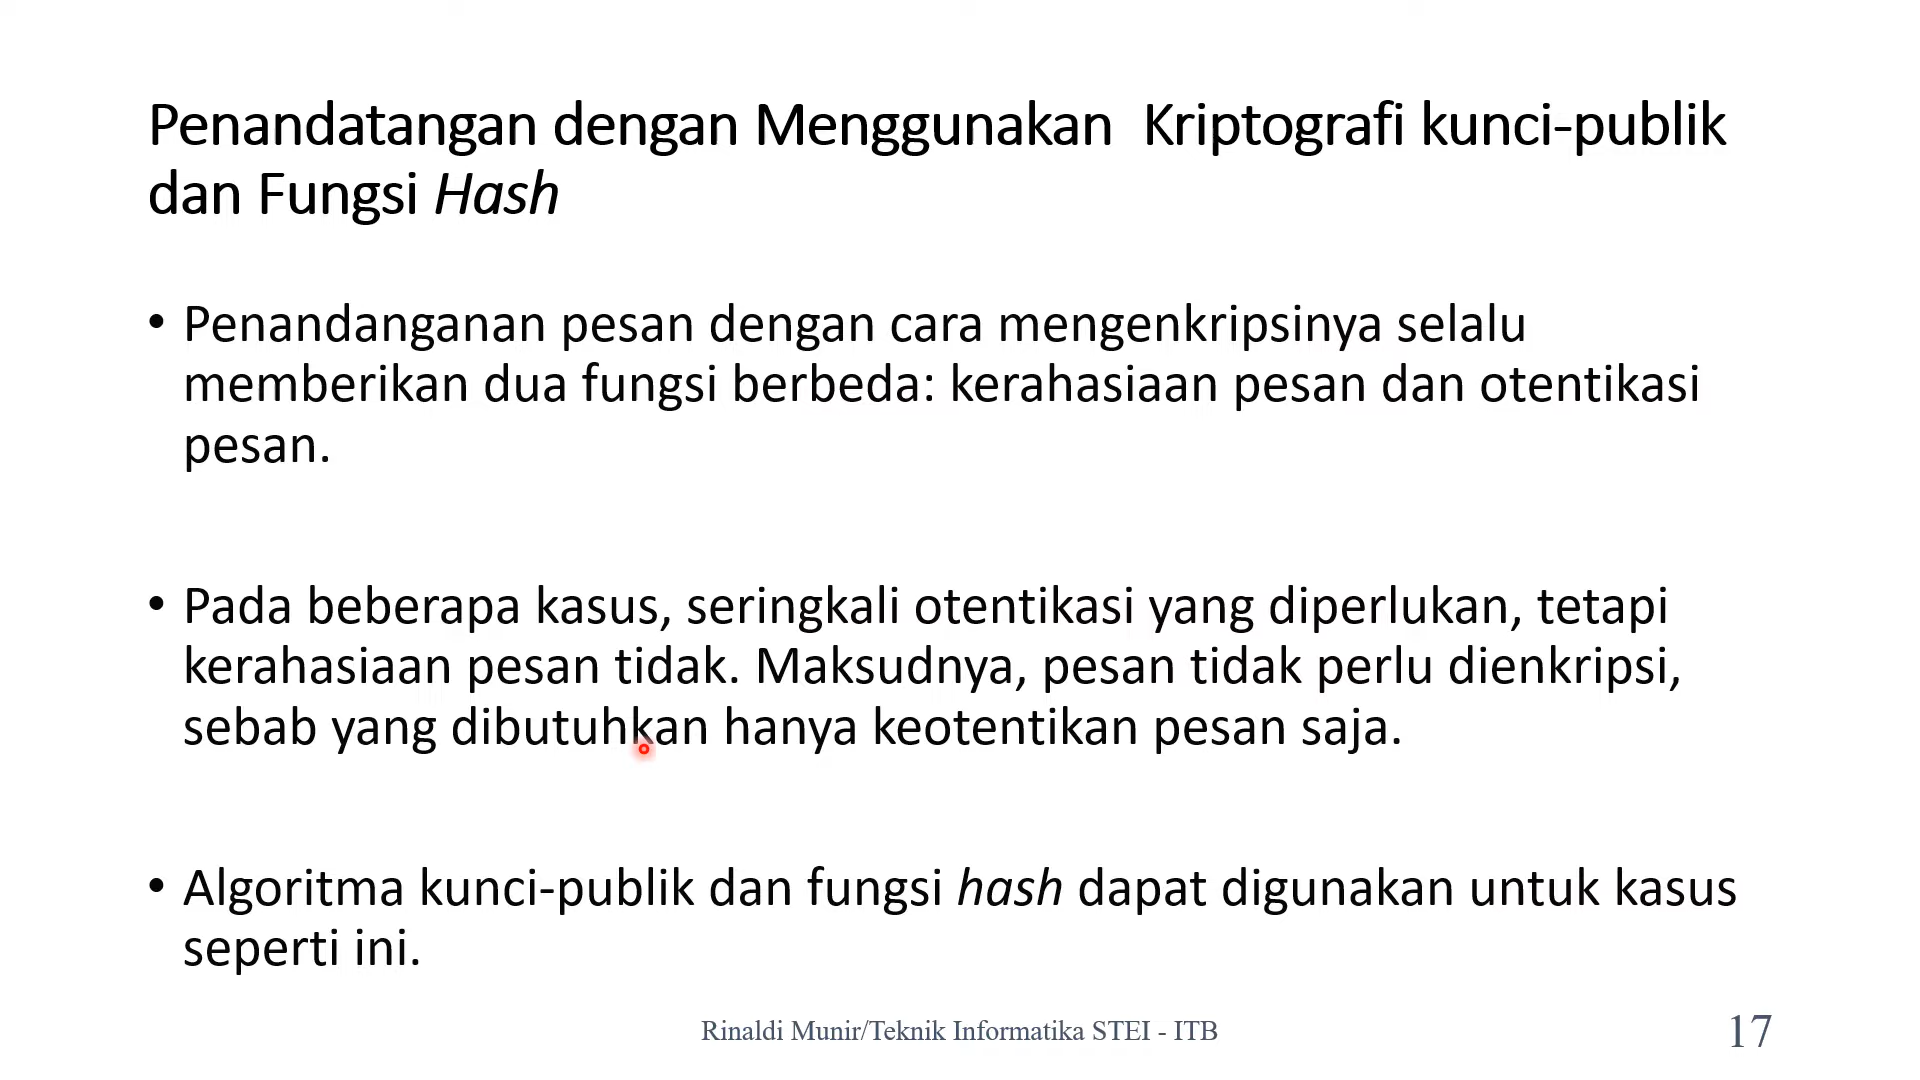 Penandatangan dengan Menggunakan  Kriptografi kunci-publik
dan Fungsi Hash
• Penandanganan pesan dengan cara mengenkripsinya selalu
memberikan dua fungsi berbeda: kerahasiaan pesan dan otentikasi
pesan.
• Pada beberapa kasus, seringkali otentikasi yang diperlukan, tetapi
kerahasiaan pesan tidak. Maksudnya, pesan tidak perlu dienkripsi,
sebab yang dibutuhkan hanya keotentikan pesan saja.
• Algoritma kunci-publik dan fungsi hash dapat digunakan untuk kasus
seperti ini.
Rinaldi Munir/Teknik Informatika STEI - ITB
17